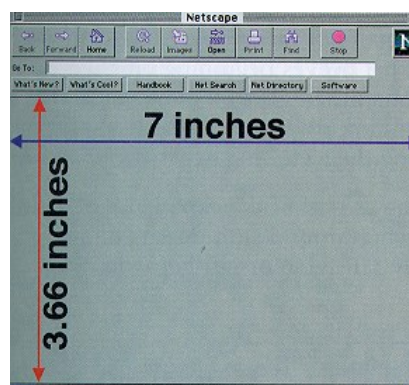 Netscape
Back Forward Home Reload Images Open Print Find Stop
N
Go To:
What's New? What's Cool? Handbook Net Search Net Directory Software
7 inches
3.66 inches